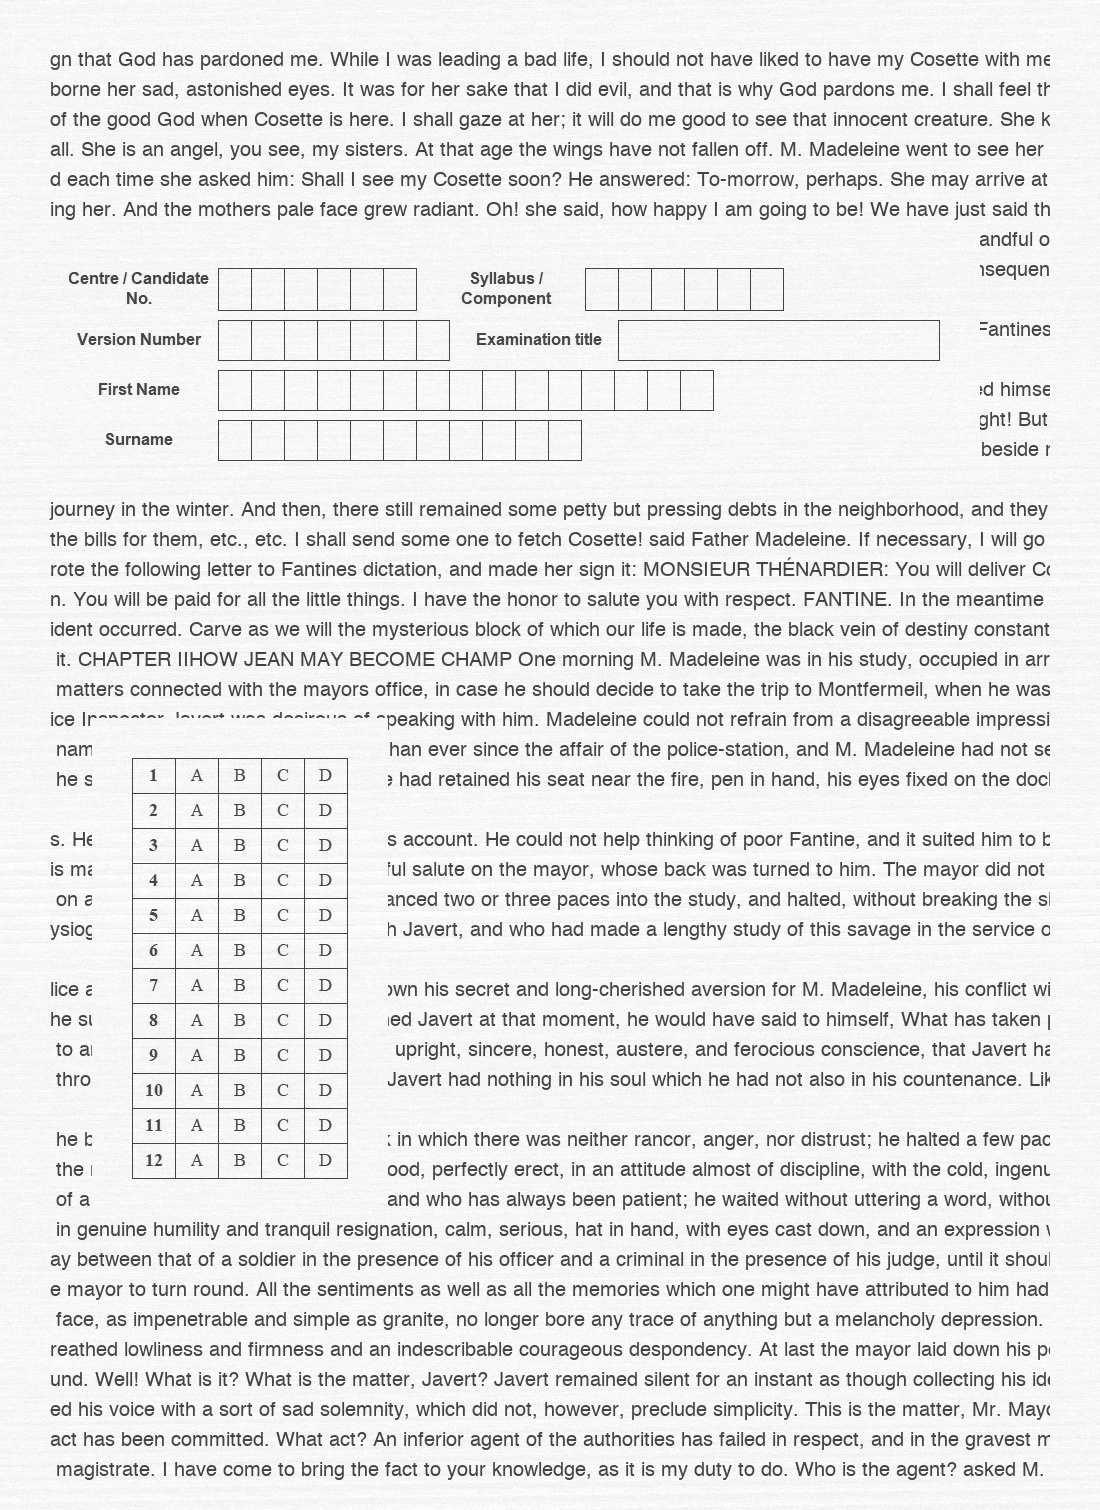 gn that God has pardoned me. While I was leading a bad life, I should not have liked to have my Cosette with me
borne her sad, astonished eyes. It was for her sake that I did evil, and that is why God pardons me. I shall feel
of the good God when Cosette is here. I shall gaze at her; it will do me good to see that innocent creature. She
all. She is an angel, you see, my sisters. At that age the wings have not fallen off. M. Madeleine went to see her
d each time she asked him: Shall I see my Cosette soon? He answered: To-morrow, perhaps. She may arrive at
ing her. And the mothers pale face grew radiant. Oh! she said, how happy I am going to be! We have just said
andful
nsequen
Centre / Candidate No.
Syllabus / Component
Fantines
Version Number
Examination title
First Name
ed himse
ght! But
Surname
beside
journey in the winter. And then, there still remained some petty but pressing debts in the neighborhood, and they
the bills for them, etc., etc. I shall send some one to fetch Cosette! said Father Madeleine. If necessary, I will go
rote the following letter to Fantines dictation, and made her sign it: MONSIEUR THÉNARDIER: You will deliver
n. You will be paid for all the little things. I have the honor to salute you with respect. FANTINE. In the meantime
ident occurred. Carve as we will the mysterious block of which our life is made, the black vein of destiny constant
it. CHAPTER IIHOW JEAN MAY BECOME CHAMP One morning M. Madeleine was in his study, occupied in arr
matters connected with the mayors office, in case he should decide to take the trip to Montfermeil, when he was
ice Inspector Javert was desirous of speaking with him. Madeleine could not refrain from a disagreeable impressi
nam
han ever since the affair of the police-station, and M. Madeleine had not se
he s
e had retained his seat near the fire, pen in hand, his eyes fixed on the
s. He
s account. He could not help thinking of poor Fantine, and it suited him to b
is ma
ful salute on the mayor, whose back was turned to him. The mayor did not
on a
anced two or three paces into the study, and halted, without breaking the si
ysiog
h Javert, and who had made a lengthy study of this savage in the service o
lice a
own his secret and long-cherished aversion for M. Madeleine, his conflict wi
he su
ned Javert at that moment, he would have said to himself, What has taken
to a
upright, sincere, honest, austere, and ferocious conscience, that Javert ha
thro
Javert had nothing in his soul which he had not also in his countenance. Lik
he b
k in which there was neither rancor, anger, nor distrust; he halted a few pac
the
ood, perfectly erect, in an attitude almost of discipline, with the cold, ingenu
of a
and who has always been patient; he waited without uttering a word, withou
1 A B C D
2 A B C D
3 A B C D
4 A B C D
5 A B C D
6 A B C D
7 A B C D
8 A B C D
9 A B C D
10 A B C D
11 A B C D
12 A B C D
in genuine humility and tranquil resignation, calm, serious, hat in hand, with eyes cast down, and an expression
ay between that of a soldier in the presence of his officer and a criminal in the presence of his judge, until it shoul
e mayor to turn round. All the sentiments as well as all the memories which one might have attributed to him had
face, as impenetrable and simple as granite, no longer bore any trace of anything but a melancholy depression.
reathed lowliness and firmness and an indescribable courageous despondency. At last the mayor laid down his
und. Well! What is it? What is the matter, Javert? Javert remained silent for an instant as though collecting his
ed his voice with a sort of sad solemnity, which did not, however, preclude simplicity. This is the matter, Mr.
act has been committed. What act? An inferior agent of the authorities has failed in respect, and in the gravest
magistrate. I have come to bring the fact to your knowledge, as it is my duty to do. Who is the agent? asked M.